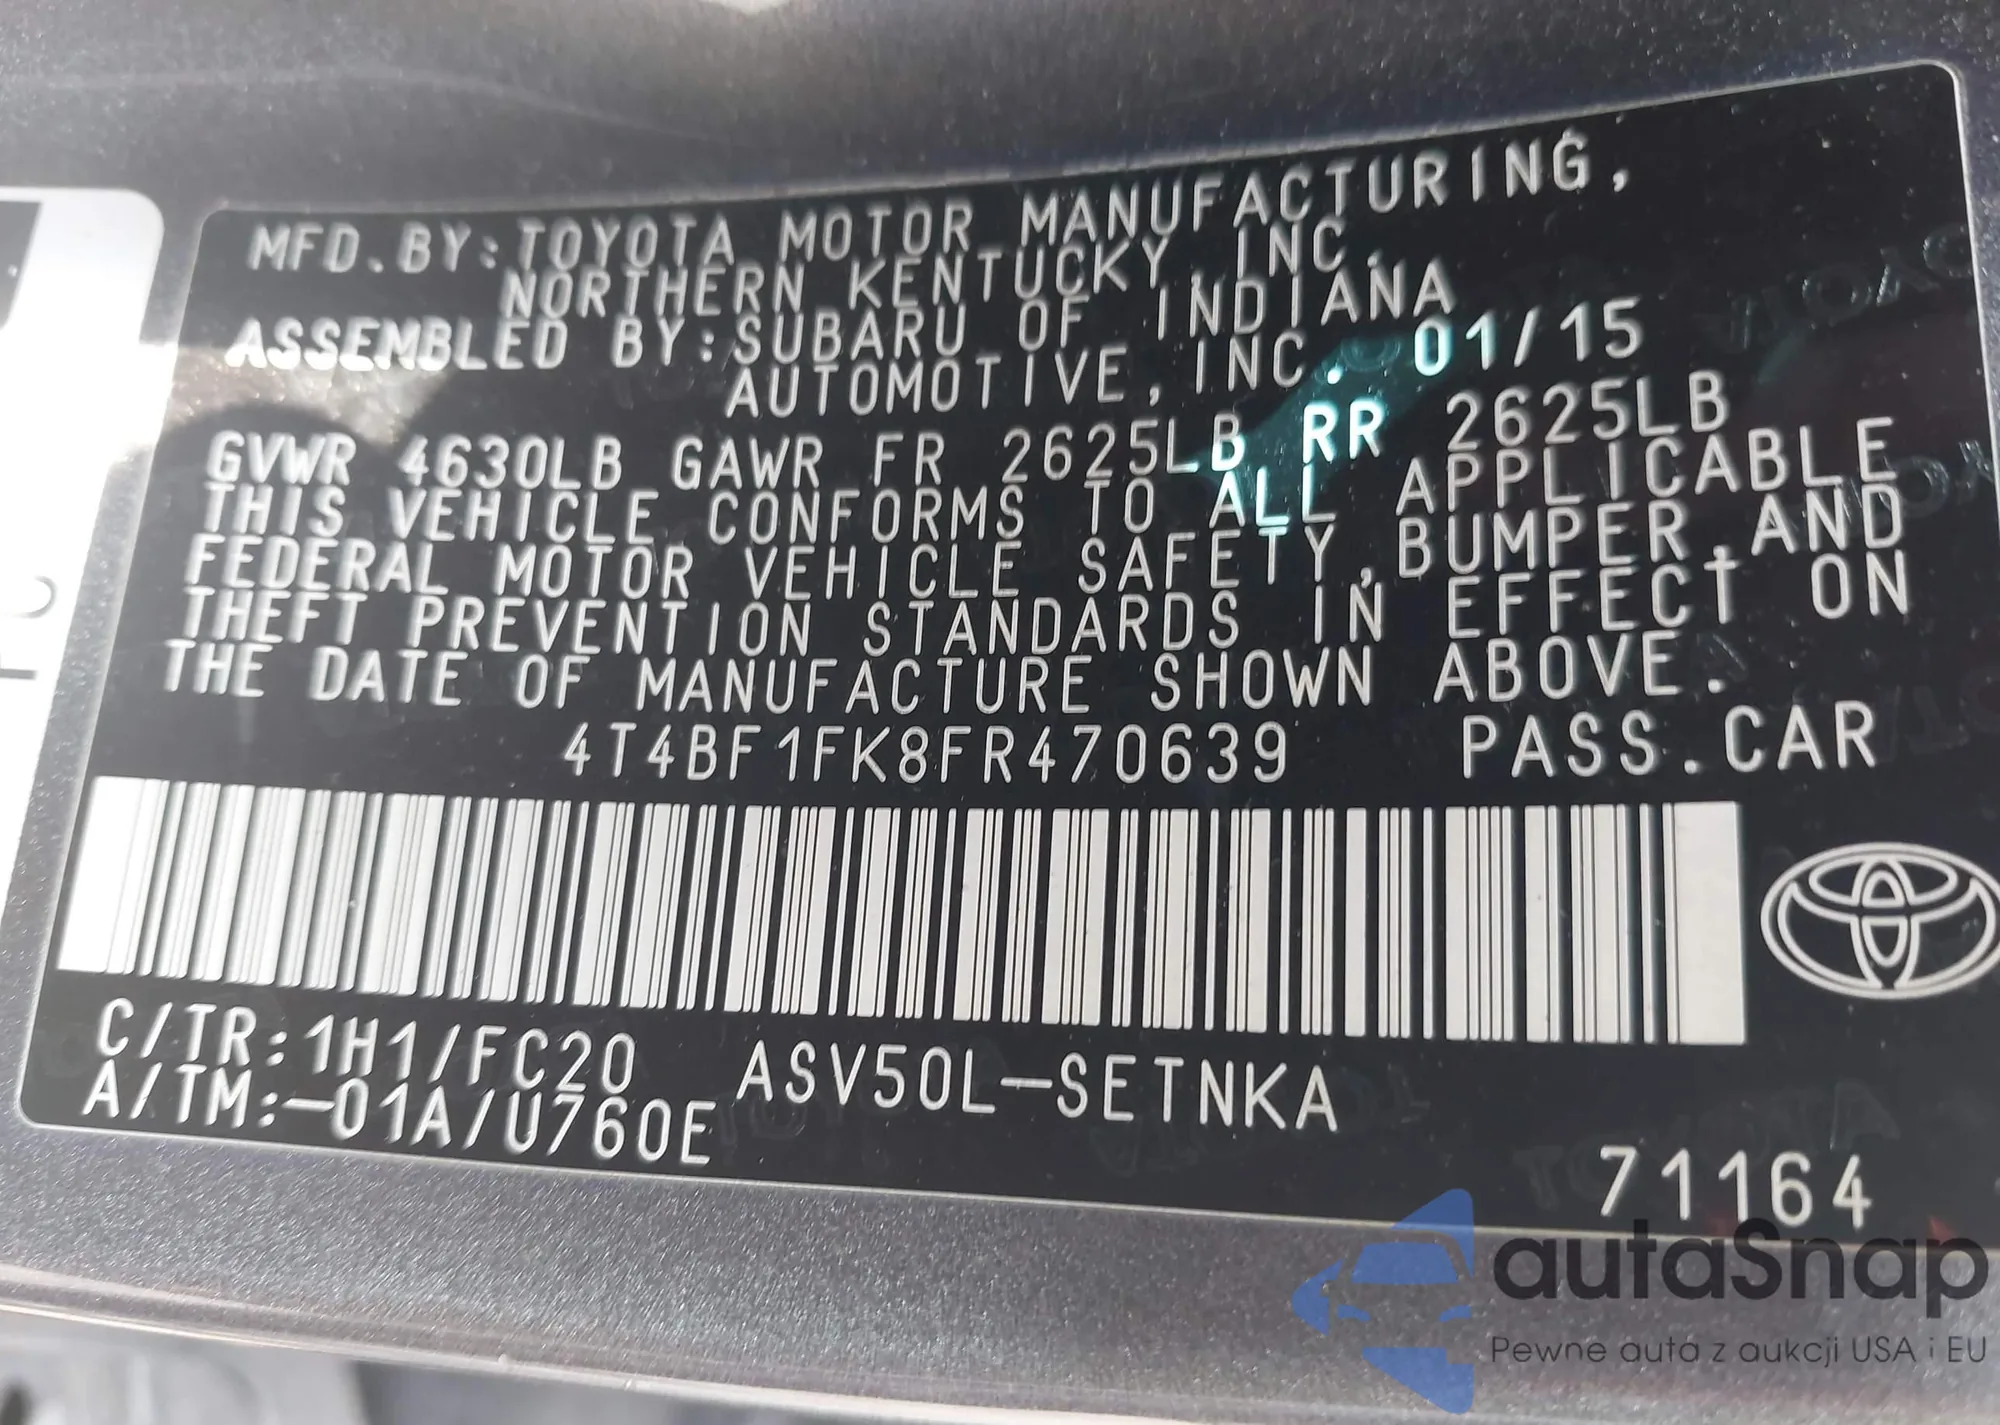 MFD.BY:TOYOTA MOTOR MANUFACTURING,
NORTHERN KENTUCKY,INC.
ASSEMBLED BY:SUBARU OF INDIANA
AUTOMOTIVE,INC. 01/15
GVWR 4630LB GAWR FR 2625LB RR 2625LB
THIS VEHICLE CONFORMS TO ALL APPLICABLE
FEDERAL MOTOR VEHICLE SAFETY,BUMPER,AND
THEFT PREVENTION STANDARDS IN EFFECT ON
THE DATE OF MANUFACTURE SHOWN ABOVE.
4T4BF1FK8FR470639 PASS.CAR
C/TR:1H1/FC20 ASV50L-SETNKA
A/TM:-01A/U760E
71164
autaSnap
Pewne auta z aukcji USA i EU